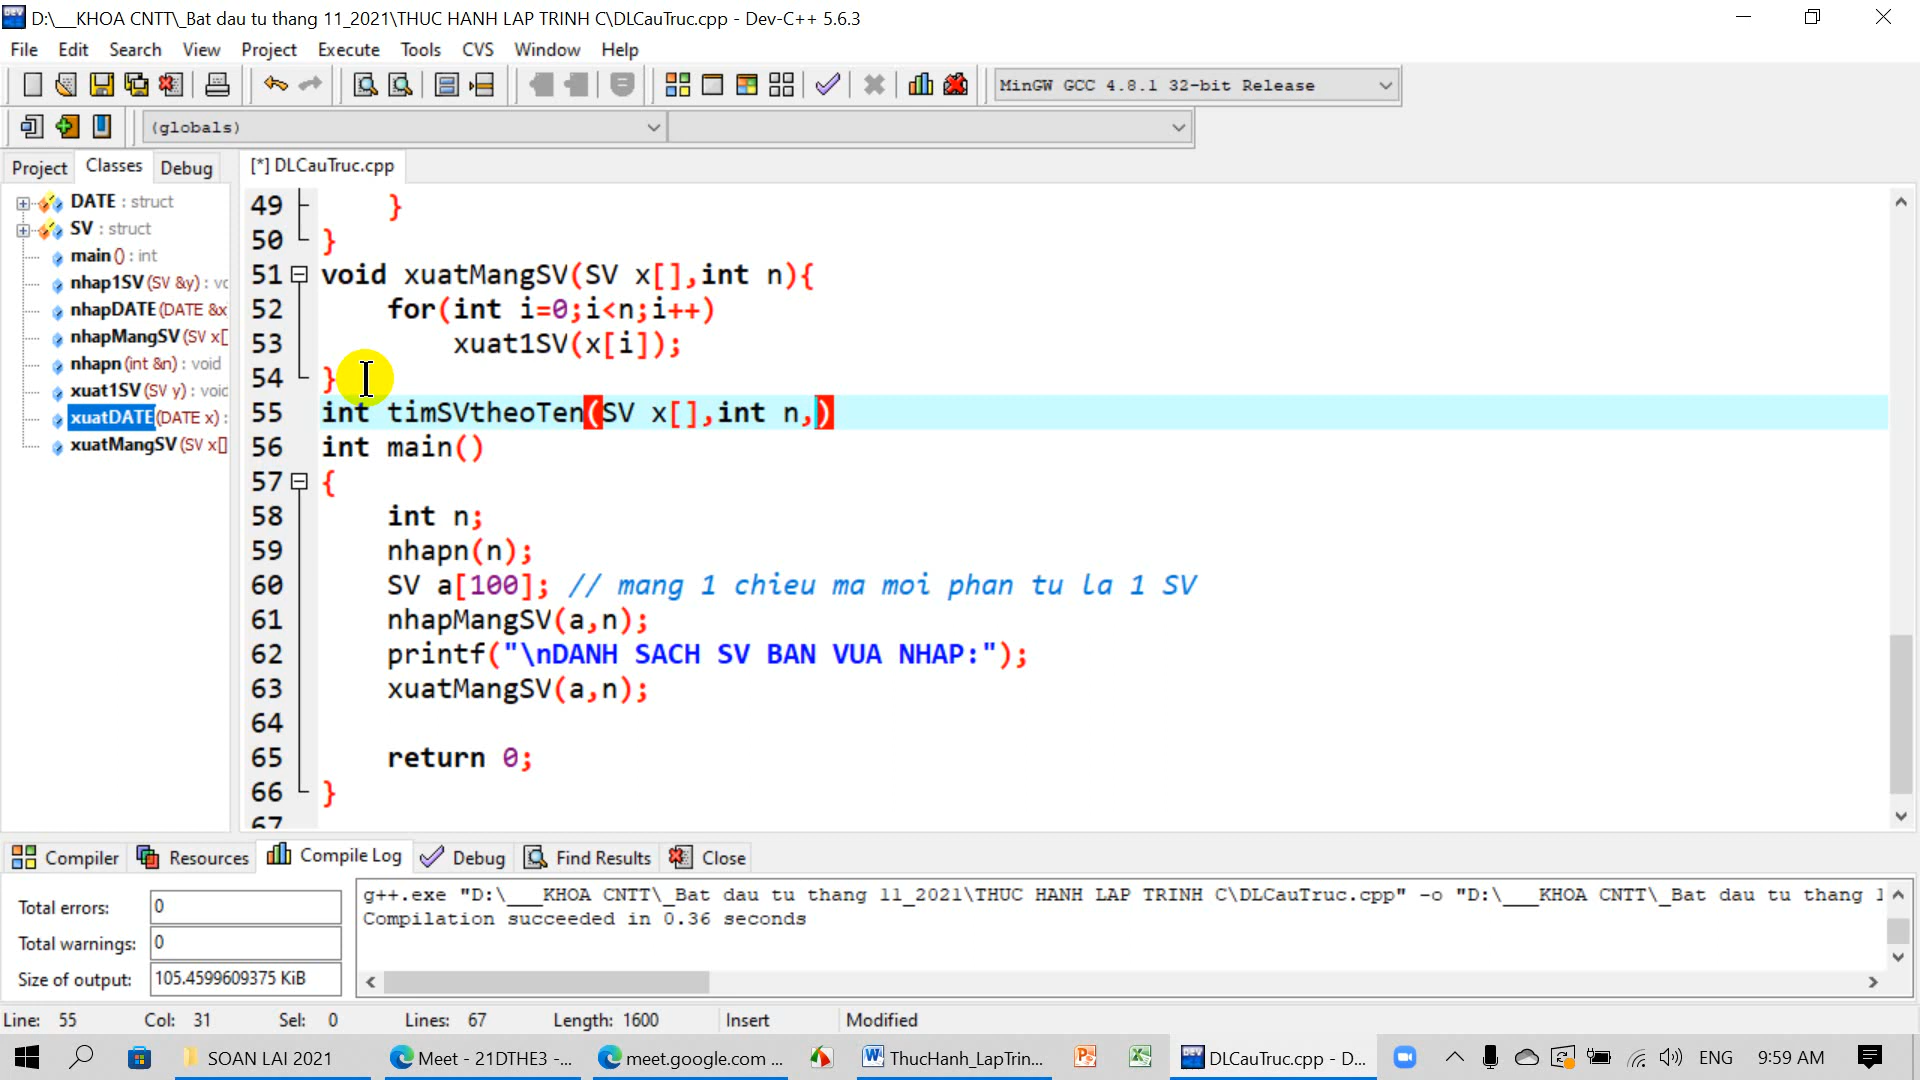 D:\___KHOA CNTT\_Bat dau tu thang 11_2021\THUC HANH LAP TRINH C\DLCauTruc.cpp - Dev-C++ 5.6.3
File Edit Search View Project Execute Tools CVS Window Help
MinGW GCC 4.8.1 32-bit Release
(globals)
Project Classes Debug
[*] DLCauTruc.cpp
DATE : struct
SV : struct
main () : int
nhap1SV (SV &y) : vc
nhapDATE (DATE &x
nhapMangSV (SV x[
nhapn (int &n) : void
xuat1SV (SV y) : void
xuatDATE (DATE x) :
xuatMangSV (SV x[]
49 }
50 }
51 void xuatMangSV(SV x[],int n){
52 for(int i=0;i<n;i++)
53 xuat1SV(x[i]);
54 }
55 int timSVtheoTen(SV x[],int n,)
56 int main()
57 {
58 int n;
59 nhapn(n);
60 SV a[100]; // mang 1 chieu ma moi phan tu la 1 SV
61 nhapMangSV(a,n);
62 printf("\nDANH SACH SV BAN VUA NHAP:");
63 xuatMangSV(a,n);
64
65 return 0;
66 }
67
Compiler Resources Compile Log Debug Find Results Close
Total errors: 0
Total warnings: 0
Size of output: 105.4599609375 KiB
g++.exe "D:\___KHOA CNTT\_Bat dau tu thang 11_2021\THUC HANH LAP TRINH C\DLCauTruc.cpp" -o "D:\___KHOA CNTT\_Bat dau tu thang 1
Compilation succeeded in 0.36 seconds
Line: 55 Col: 31 Sel: 0 Lines: 67 Length: 1600 Insert Modified
SOAN LAI 2021 Meet - 21DTHE3 -... meet.google.com ... ThucHanh_LapTrin... DLCauTruc.cpp - D... ENG 9:59 AM